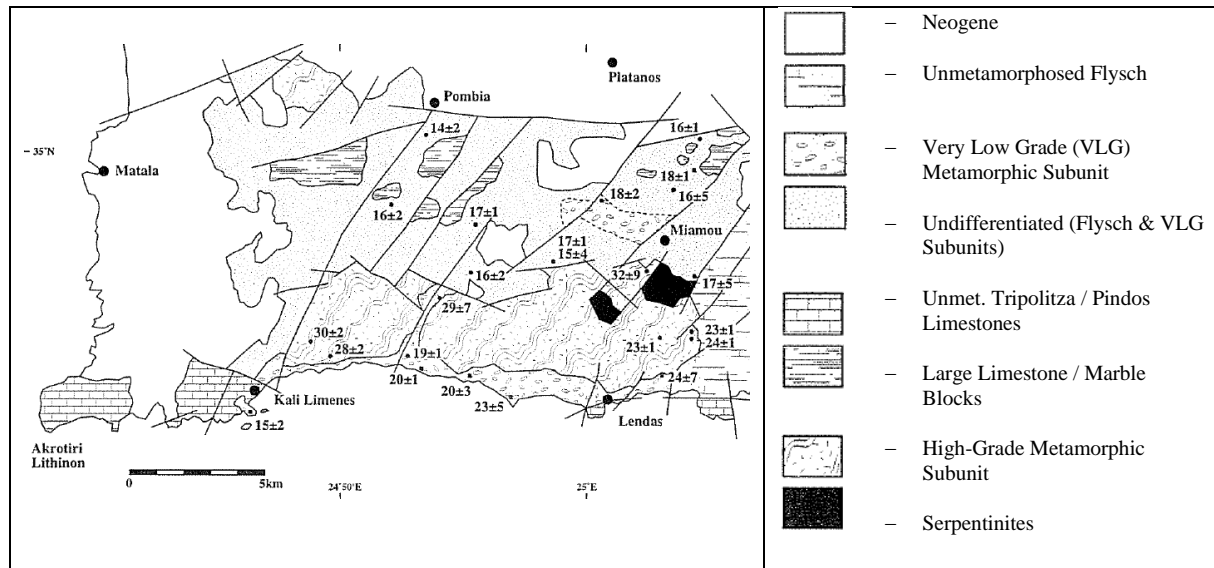 Platanos
Pombia
– 35°N
Matala
14±2
16±1
18±1
16±5
18±2
16±2
17±1
Miamou
17±1
15±4
16±2
32±9
17±5
29±7
30±2
28±2
19±1
20±1
20±3
23±5
23±1
23±1
24±1
24±7
Kali Limenes
15±2
Lendas
Akrotiri
Lithinon
0 5km
24°50'E
25°E
– Neogene
– Unmetamorphosed Flysch
– Very Low Grade (VLG)
Metamorphic Subunit
– Undifferentiated (Flysch & VLG
Subunits)
– Unmet. Tripolitza / Pindos
Limestones
– Large Limestone / Marble
Blocks
– High-Grade Metamorphic
Subunit
– Serpentinites